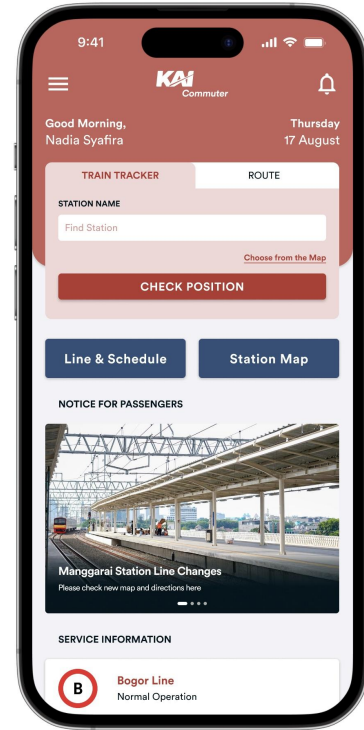 9:41
KAI
Commuter
Good Morning,
Thursday
Nadia Syafira
17 August
TRAIN TRACKER
ROUTE
STATION NAME
Find Station
Choose from the Map
CHECK POSITION
Line & Schedule
Station Map
NOTICE FOR PASSENGERS
Manggarai Station Line Changes
Please check new map and directions here
SERVICE INFORMATION
B
Bogor Line
Normal Operation